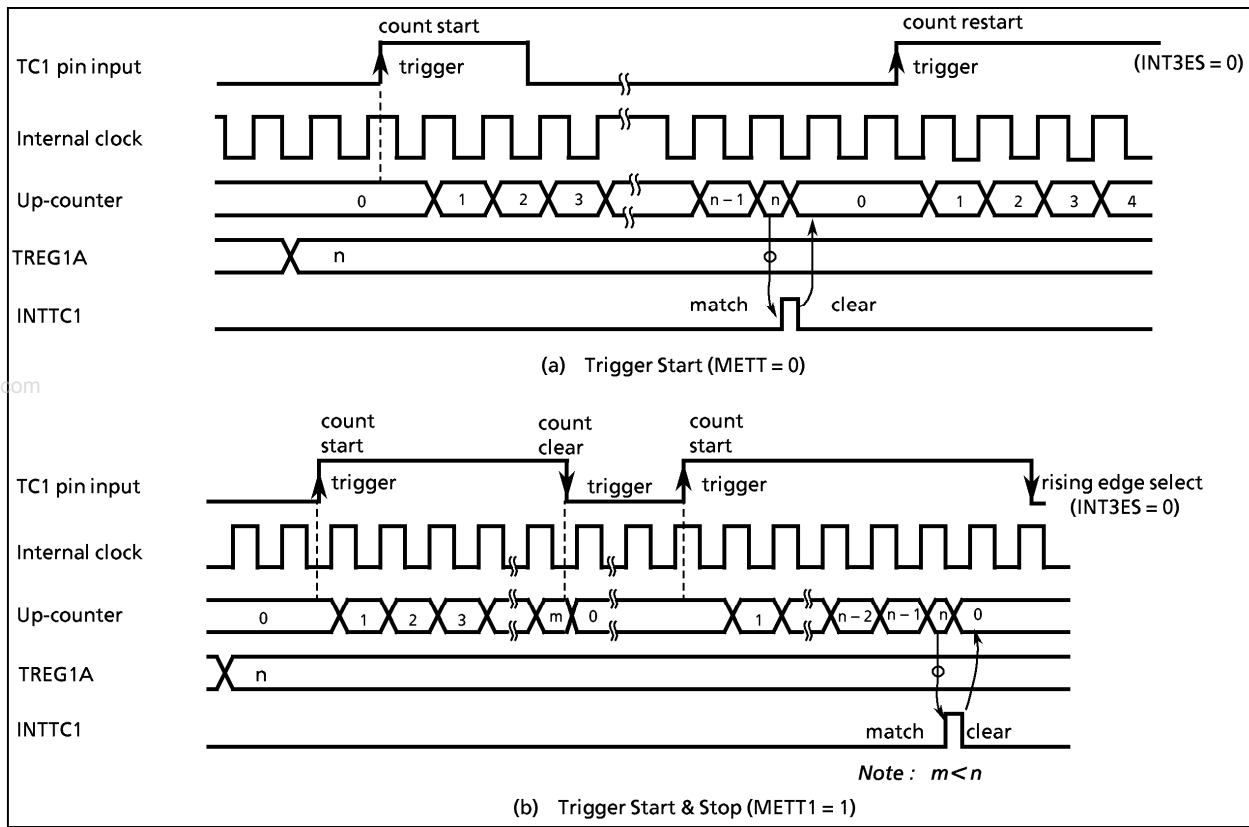 count start
count restart
TC1 pin input
trigger
trigger
(INT3ES = 0)
Internal clock
Up-counter
0 1 2 3 n – 1 n 0 1 2 3 4
TREG1A
n
INTTC1
match
clear
(a) Trigger Start (METT = 0)
com
count start
count clear
count start
TC1 pin input
trigger
trigger
trigger
rising edge select
(INT3ES = 0)
Internal clock
Up-counter
0 1 2 3 m 0 1 n – 2 n – 1 n 0
TREG1A
n
INTTC1
match
clear
Note : m < n
(b) Trigger Start & Stop (METT1 = 1)